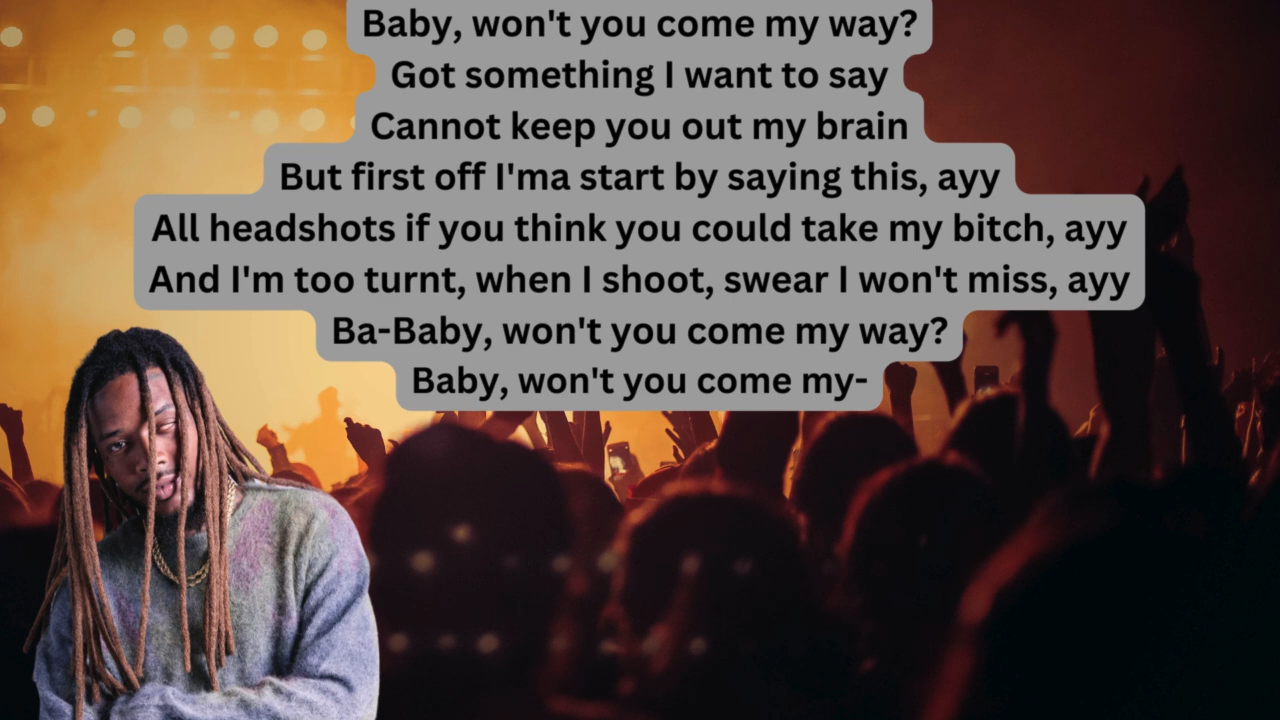 Baby, won't you come my way?
Got something I want to say
Cannot keep you out my brain
But first off I'ma start by saying this, ayy
All headshots if you think you could take my bitch, ayy
And I'm too turnt, when I shoot, swear I won't miss, ayy
Ba-Baby, won't you come my way?
Baby, won't you come my-